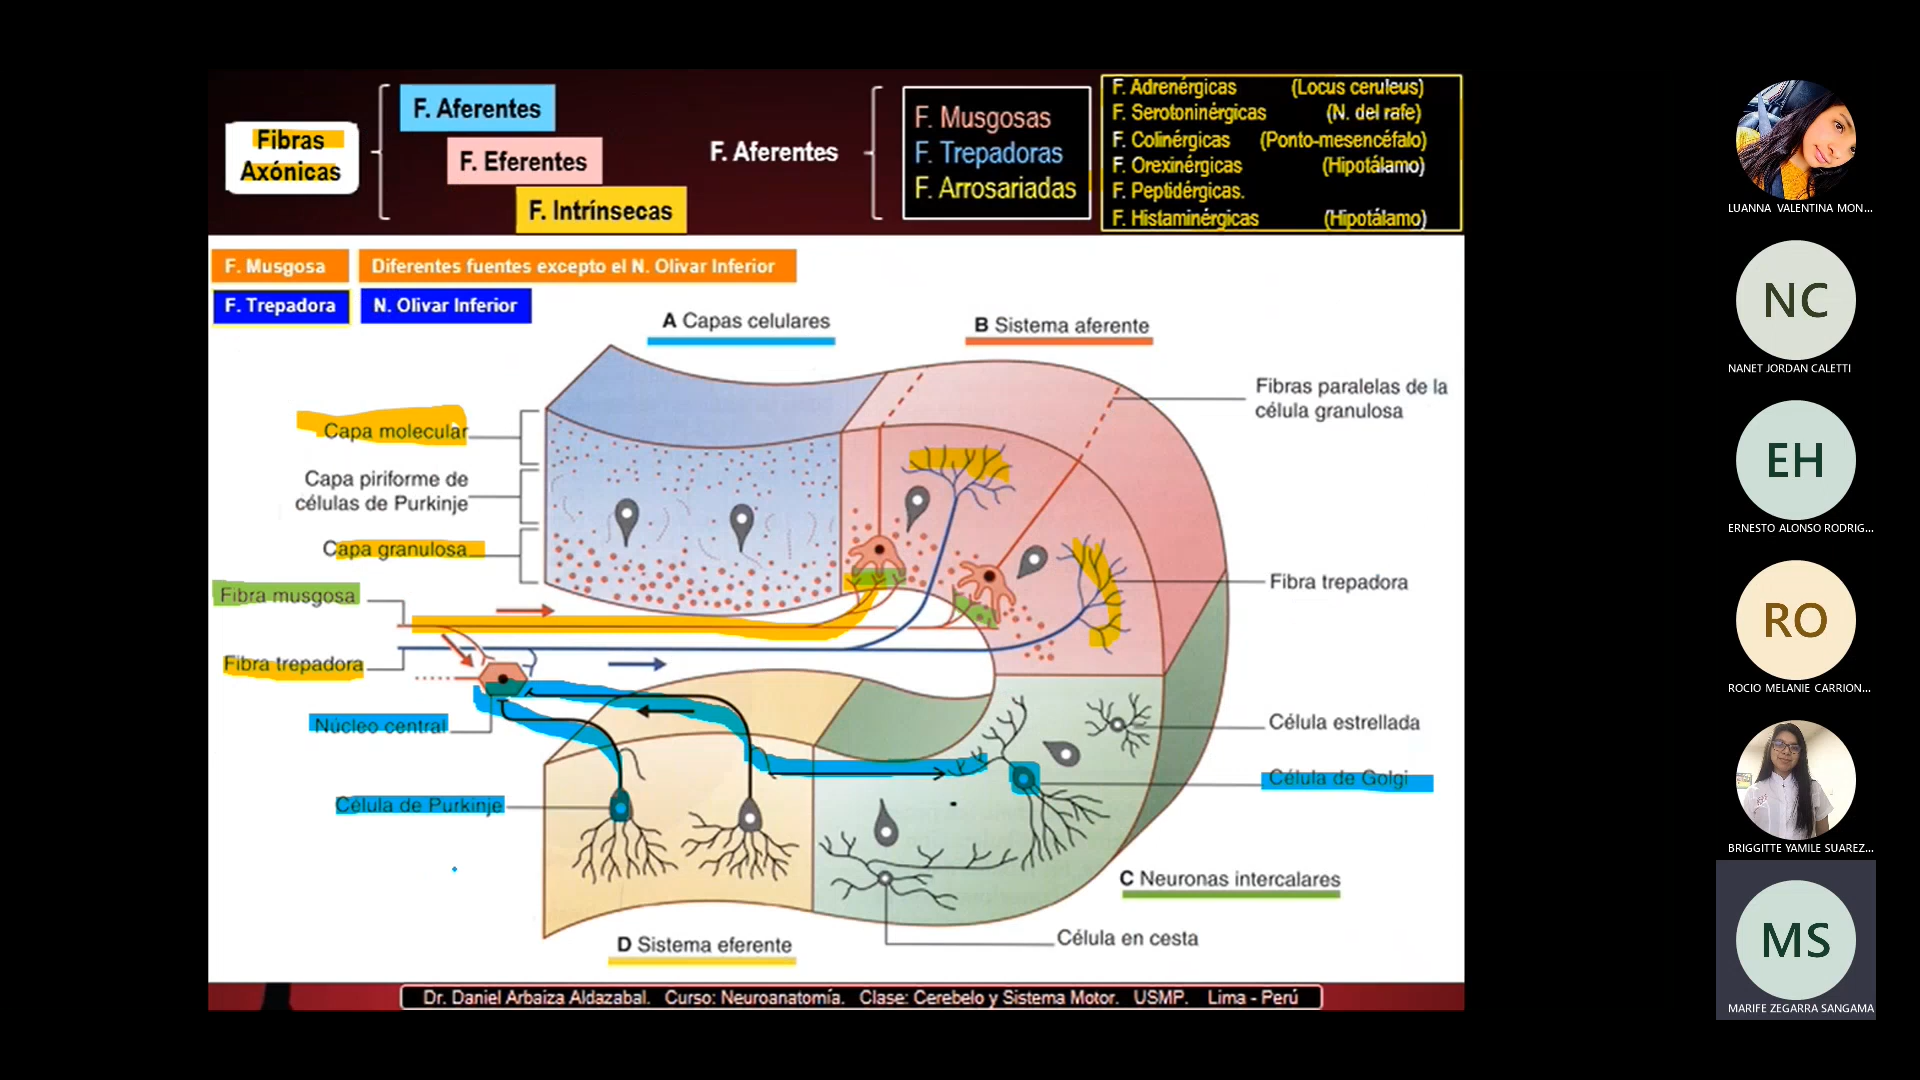 Fibras
Axónicas
F. Aferentes
F. Eferentes
F. Intrínsecas
F. Aferentes
F. Musgosas
F. Trepadoras
F. Arrosariadas
F. Adrenérgicas (Locus ceruleus)
F. Serotoninérgicas (N. del rafe)
F. Colinérgicas (Ponto-mesencéfalo)
F. Orexinérgicas (Hipotálamo)
F. Peptidérgicas.
F. Histaminérgicas (Hipotálamo)
F. Musgosa Diferentes fuentes excepto el N. Olivar Inferior
F. Trepadora N. Olivar Inferior
A Capas celulares
B Sistema aferente
Fibras paralelas de la
célula granulosa
Capa molecular
Capa piriforme de
células de Purkinje
Capa granulosa
Fibra musgosa
Fibra trepadora
Fibra trepadora
Núcleo central
Célula estrellada
Célula de Golgi
Célula de Purkinje
C Neuronas intercalares
Célula en cesta
D Sistema eferente
Dr. Daniel Arbaiza Aldazabal. Curso: Neuroanatomía. Clase: Cerebelo y Sistema Motor. USMP. Lima - Perú
LUANNA VALENTINA MON...
NC
NANET JORDAN CALETTI
EH
ERNESTO ALONSO RODRIG...
RO
ROCIO MELANIE CARRION...
BRIGGITTE YAMILE SUAREZ...
MS
MARIFE ZEGARRA SANGAMA